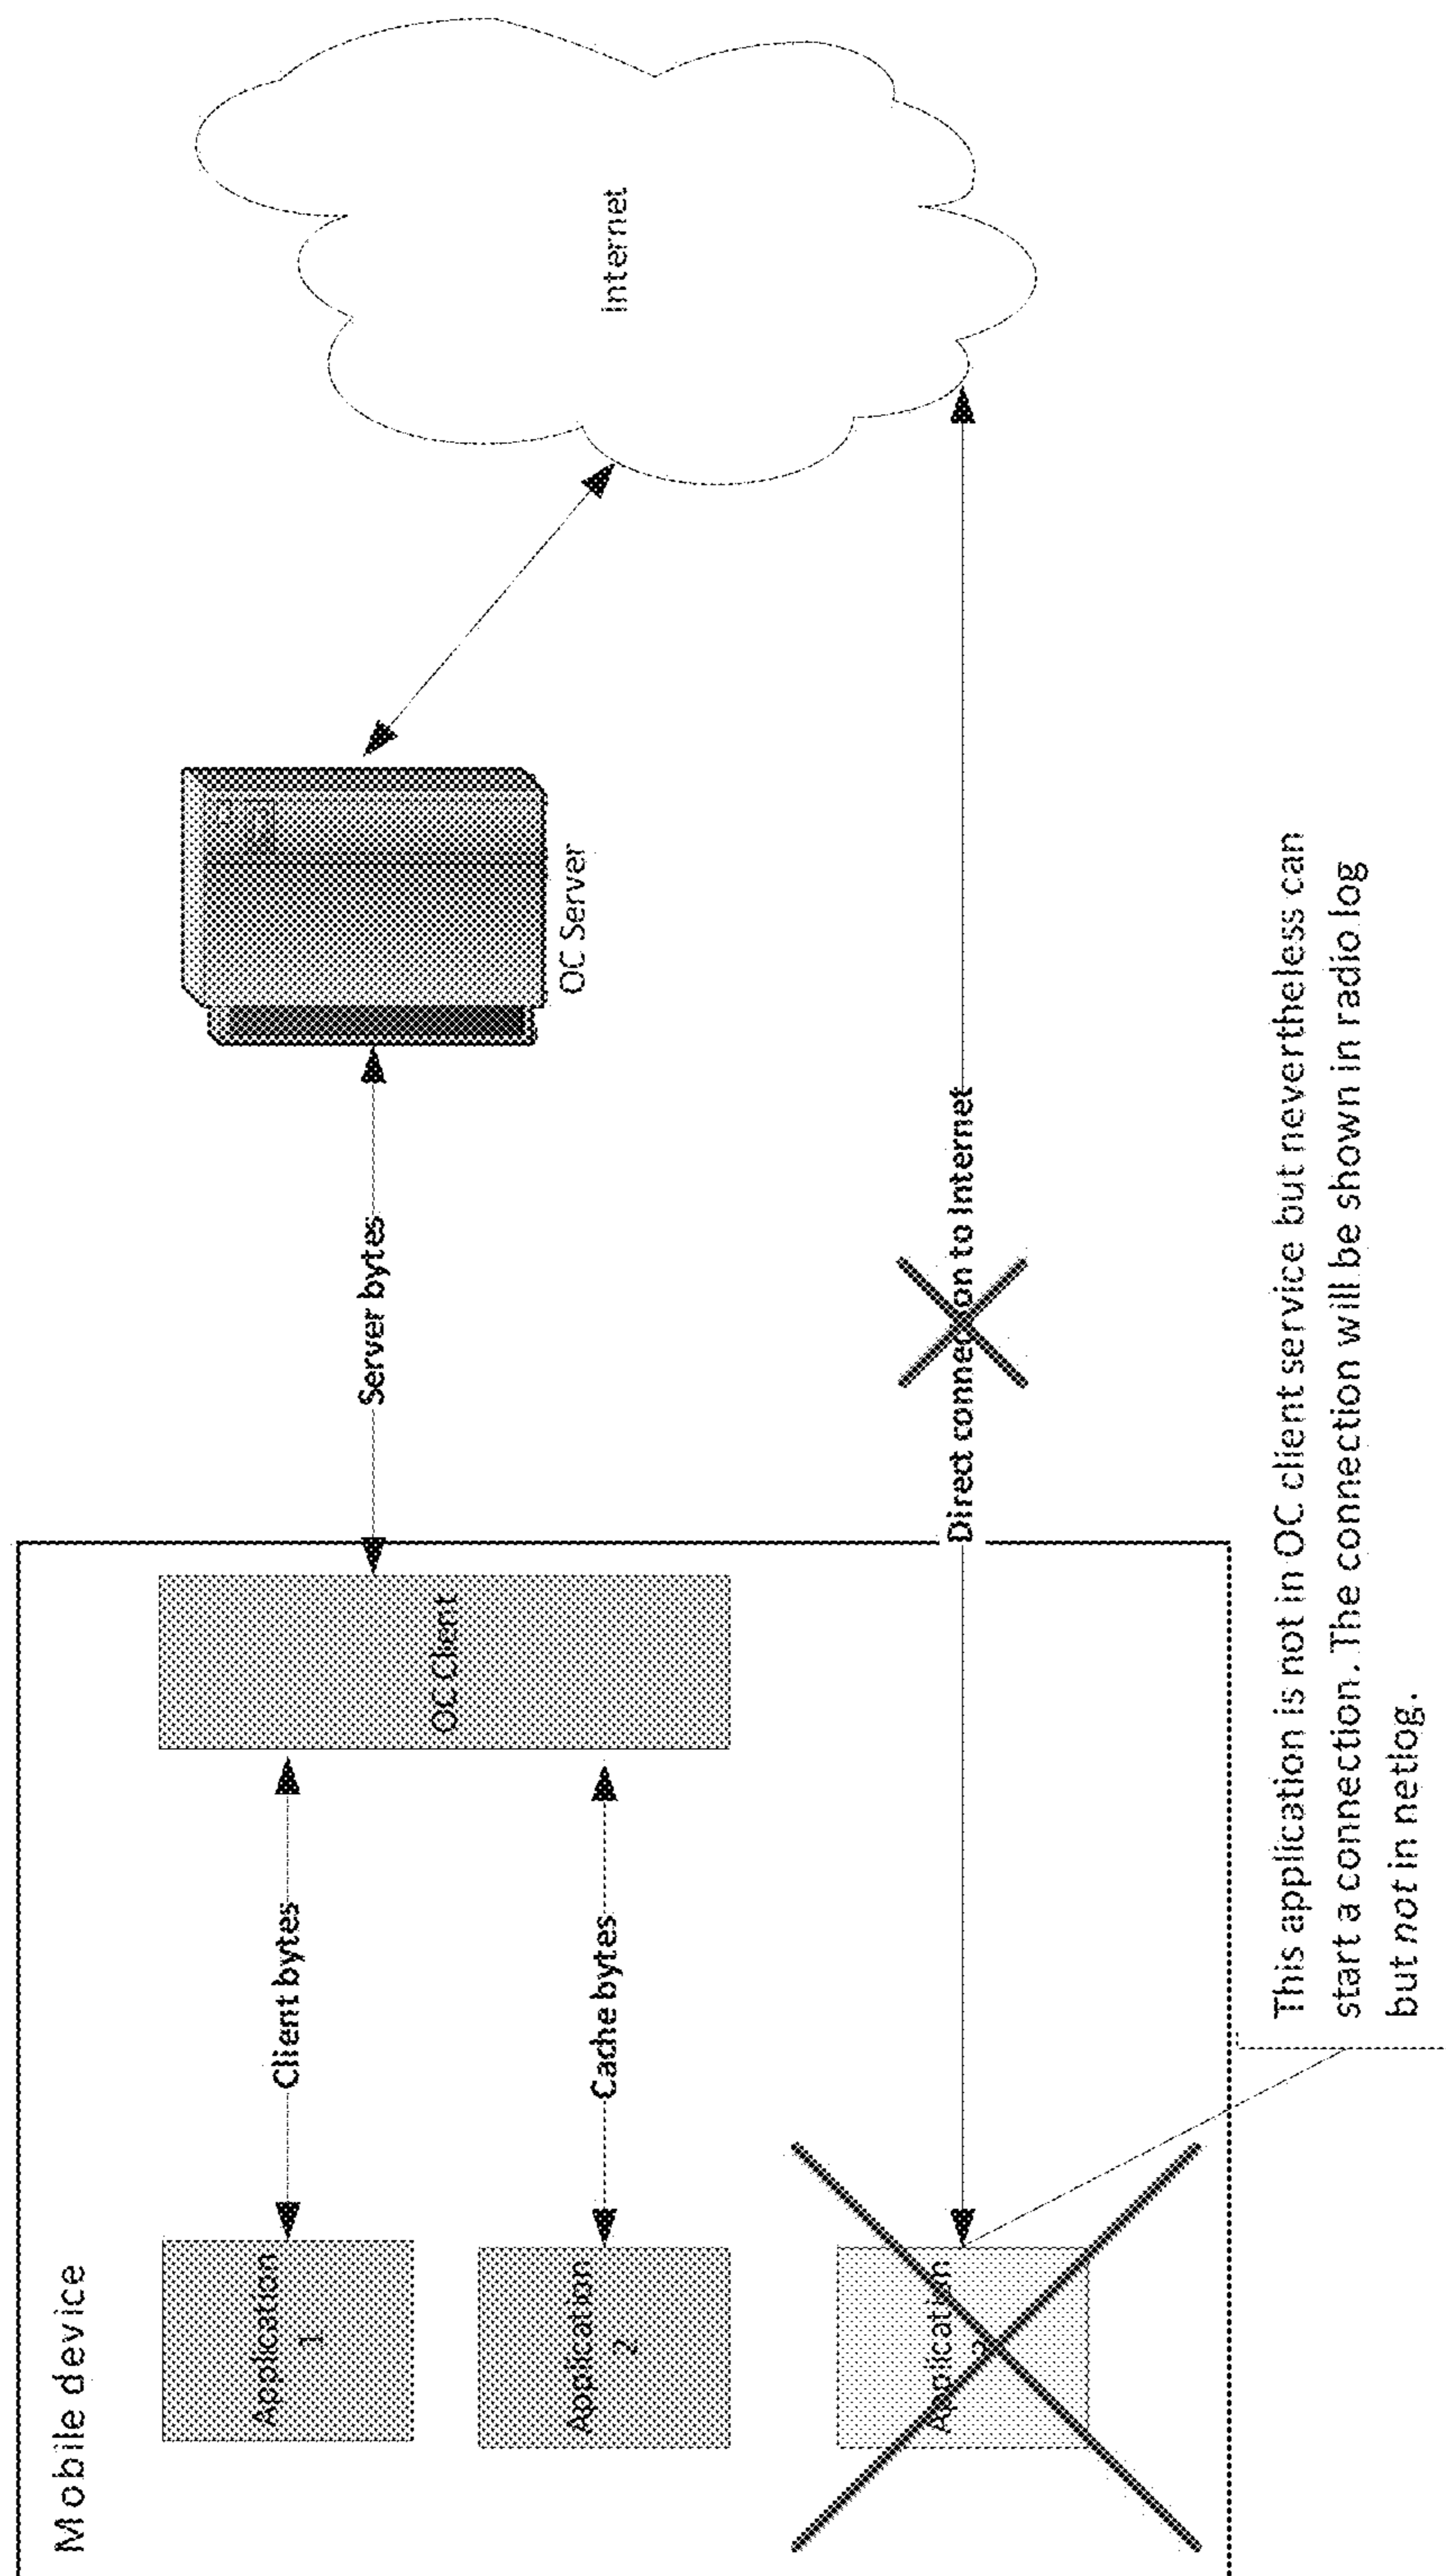 Mobile device
Application
1
Client bytes
OC Client
Server bytes
OC Server
Internet
Application
2
Cache bytes
Application
Direct connection to Internet
This application is not in OC client service but nevertheless can
start a connection. The connection will be shown in radio log
but not in netlog.